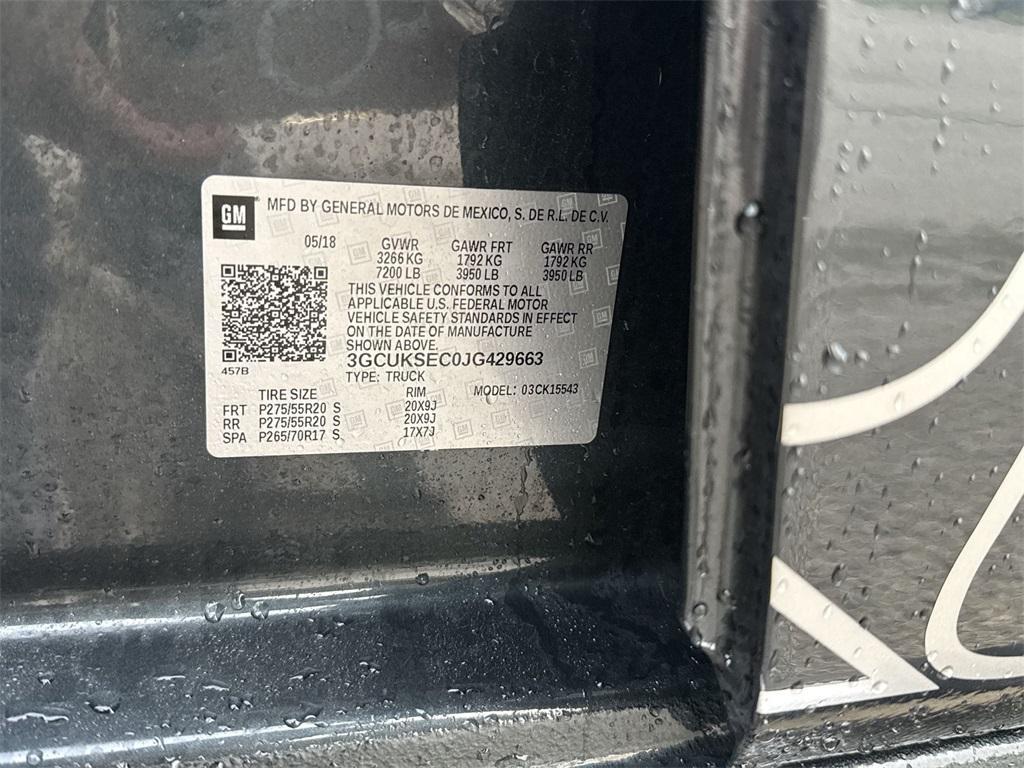 GM
MFD BY GENERAL MOTORS DE MEXICO, S. DE R.L. DE C.V.
05/18 GVWR GAWR FRT GAWR RR
3266 KG 1792 KG 1792 KG
7200 LB 3950 LB 3950 LB
THIS VEHICLE CONFORMS TO ALL
APPLICABLE U.S. FEDERAL MOTOR
VEHICLE SAFETY STANDARDS IN EFFECT
ON THE DATE OF MANUFACTURE
SHOWN ABOVE.
3GCUKSEC0JG429663
457B
TYPE: TRUCK MODEL: 03CK15543
TIRE SIZE RIM
FRT P275/55R20 S 20X9J
RR P275/55R20 S 20X9J
SPA P265/70R17 S 17X7J